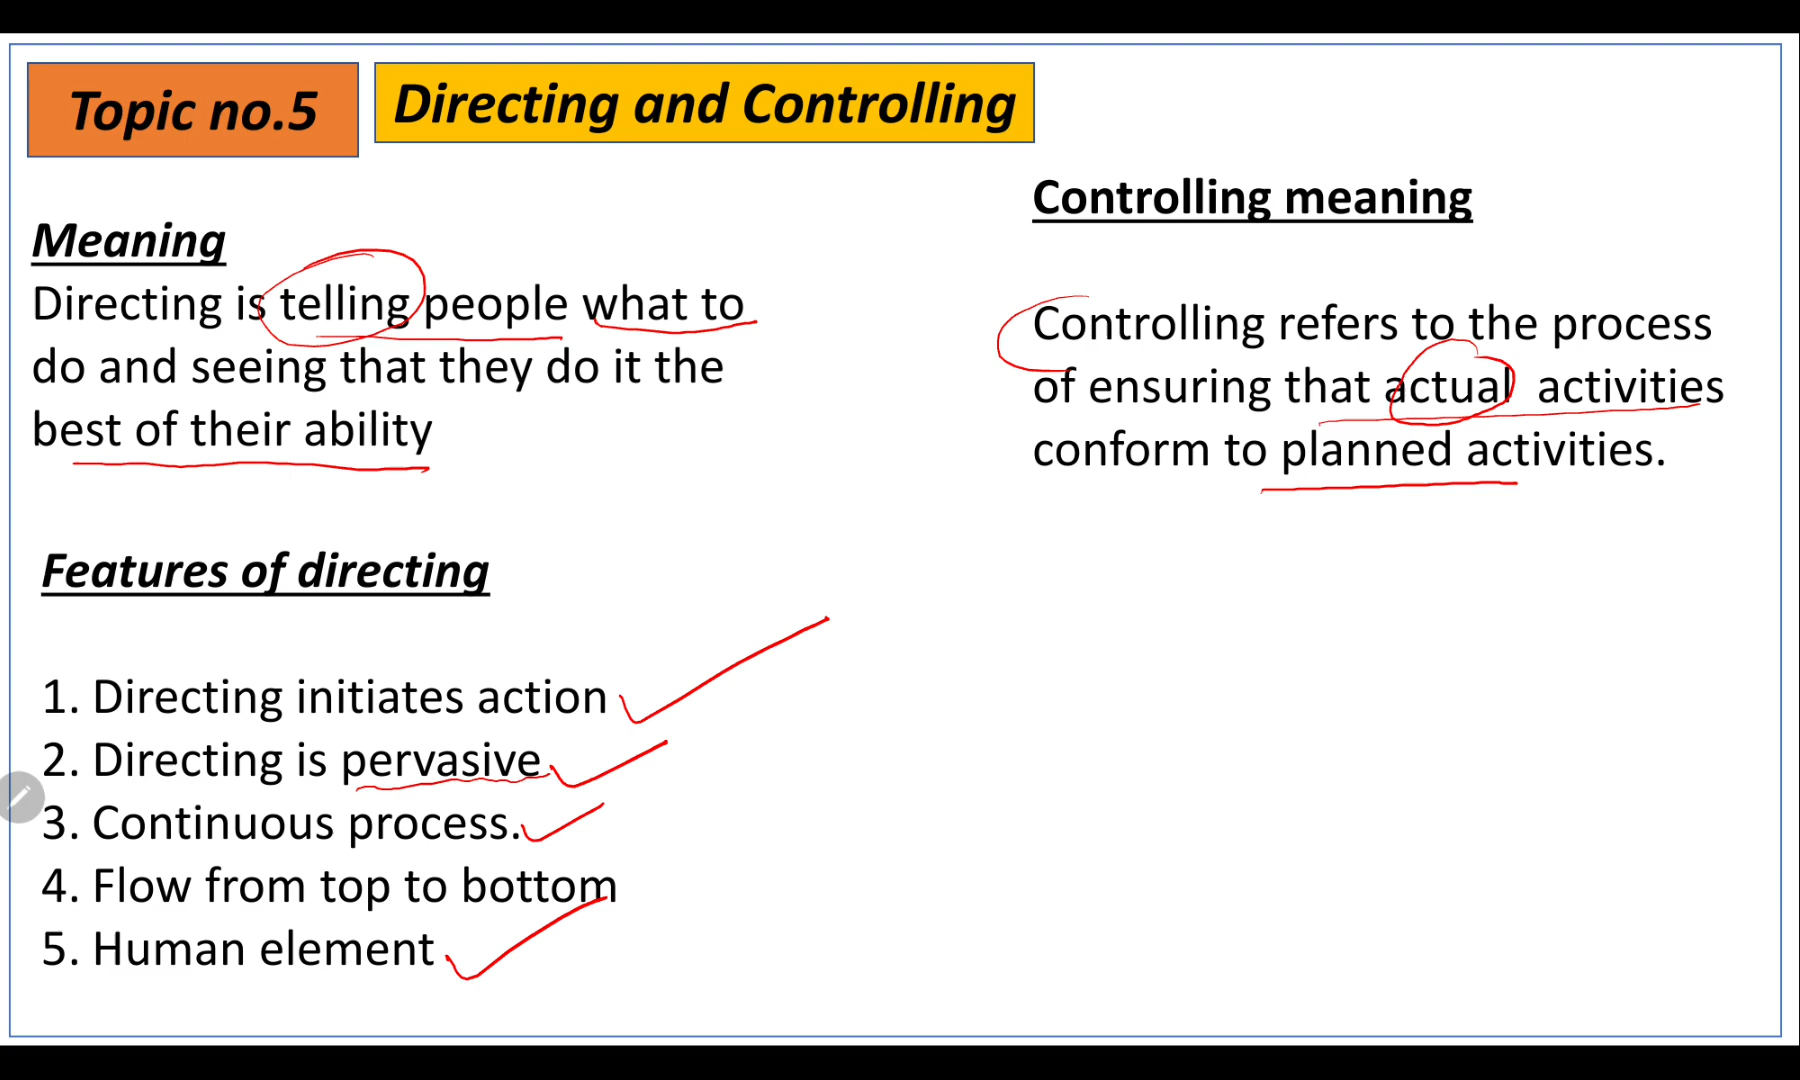 Topic no.5
Directing and Controlling
Meaning
Directing is telling people what to
do and seeing that they do it the
best of their ability
Features of directing
1. Directing initiates action
2. Directing is pervasive
3. Continuous process.
4. Flow from top to bottom
5. Human element
Controlling meaning
Controlling refers to the process
of ensuring that actual activities
conform to planned activities.